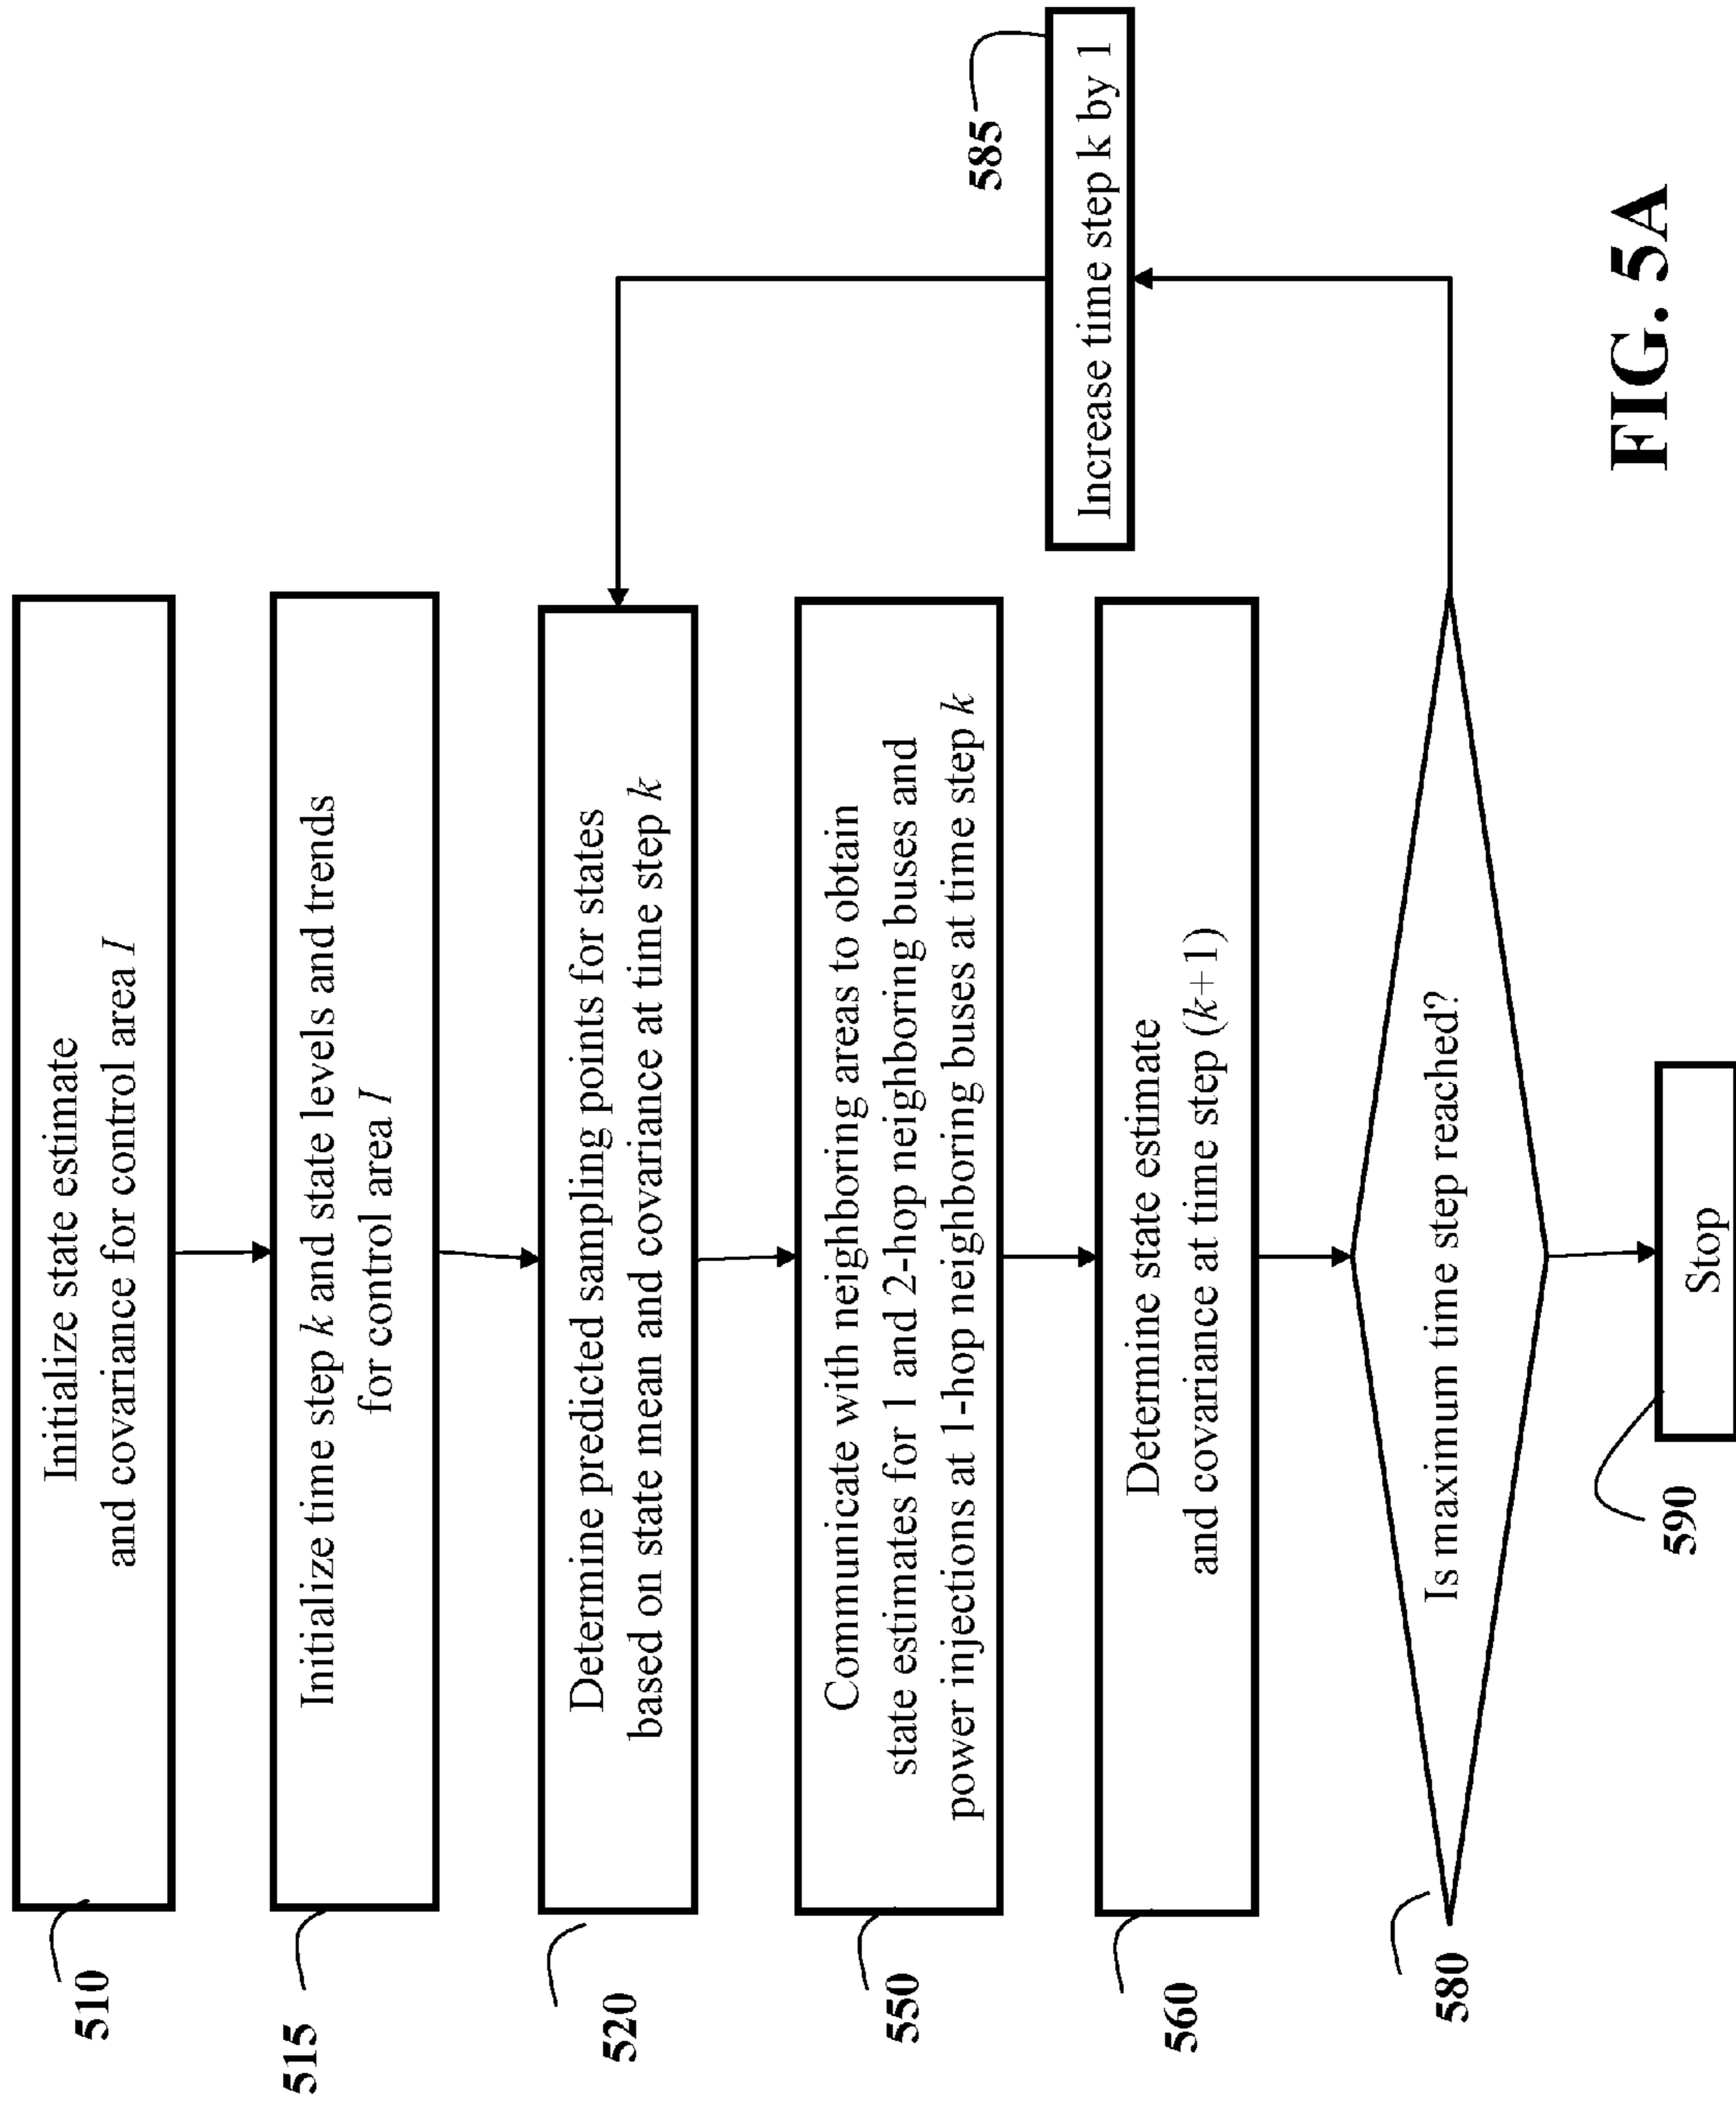 510
Initialize state estimate
and covariance for control area I
515
Initialize time step k and state levels and trends
for control area I
520
Determine predicted sampling points for states
based on state mean and covariance at time step k
550
Communicate with neighboring areas to obtain
state estimates for 1 and 2-hop neighboring buses and
power injections at 1-hop neighboring buses at time step k
560
Determine state estimate
and covariance at time step (k+1)
580
Is maximum time step reached?
585
Increase time step k by 1
590
Stop
FIG. 5A